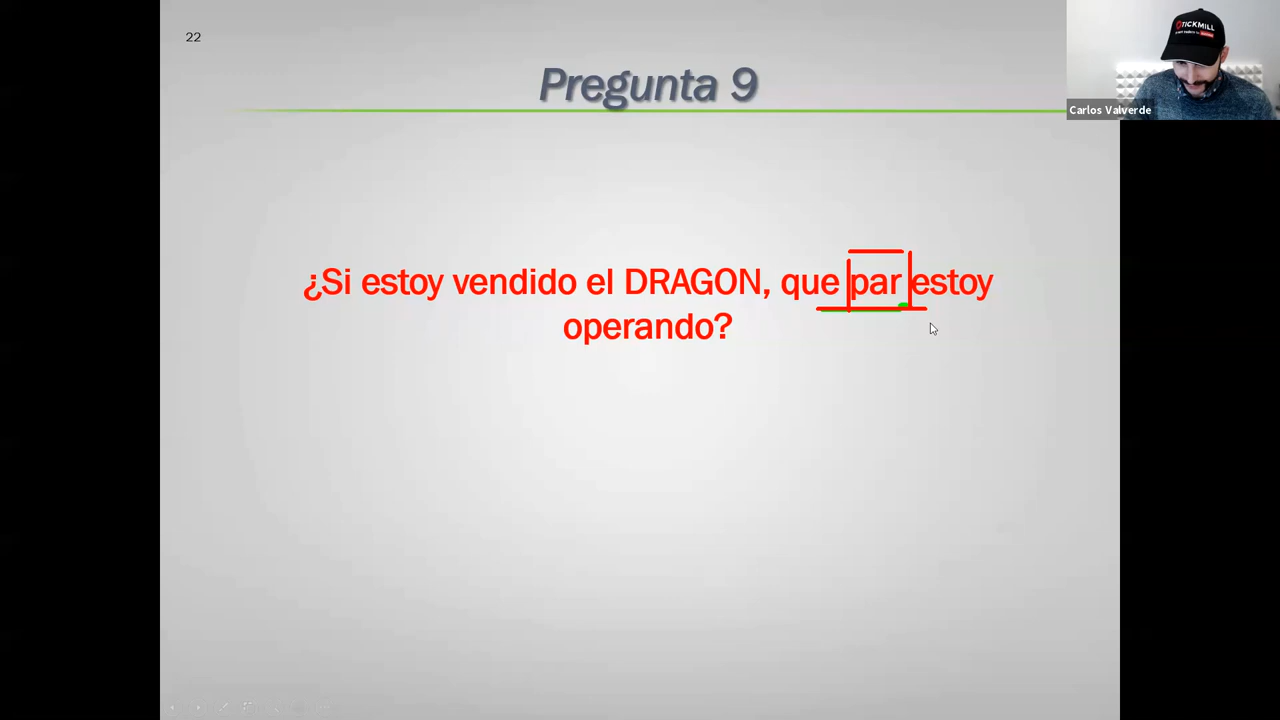 22
TICKMILL
Carlos Valverde
Pregunta 9
¿Si estoy vendido el DRAGON, que par estoy
operando?